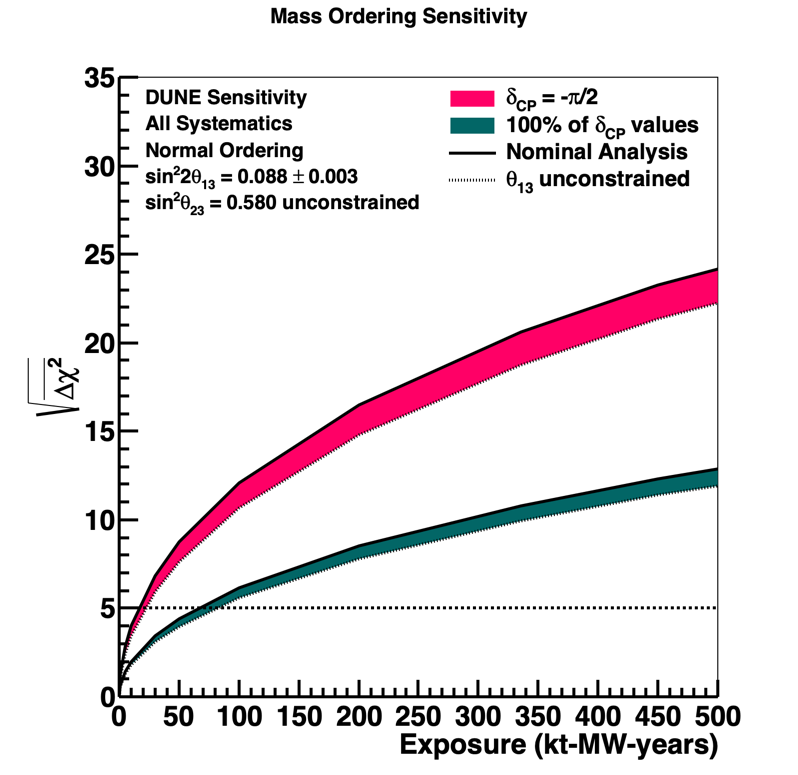 Mass Ordering Sensitivity
DUNE Sensitivity
All Systematics
Normal Ordering
sin²2θ₁₃ = 0.088 ± 0.003
sin²θ₂₃ = 0.580 unconstrained
δCP = -π/2
100% of δCP values
Nominal Analysis
θ₁₃ unconstrained
√Δχ²
35
30
25
20
15
10
5
0
0 50 100 150 200 250 300 350 400 450 500
Exposure (kt-MW-years)